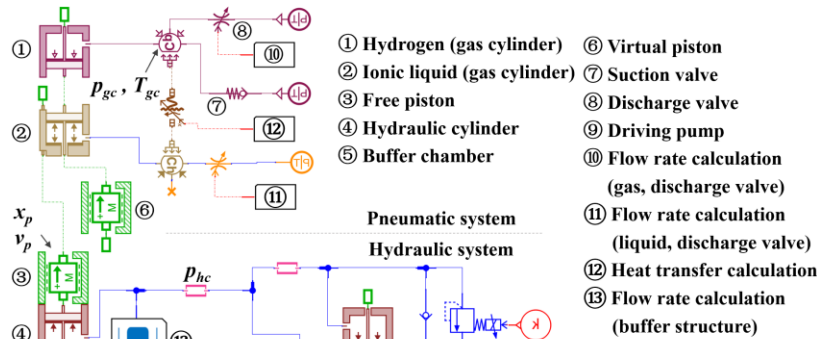 ① Hydrogen (gas cylinder)
② Ionic liquid (gas cylinder)
③ Free piston
④ Hydraulic cylinder
⑤ Buffer chamber
⑥ Virtual piston
⑦ Suction valve
⑧ Discharge valve
⑨ Driving pump
⑩ Flow rate calculation
(gas, discharge valve)
⑪ Flow rate calculation
(liquid, discharge valve)
⑫ Heat transfer calculation
⑬ Flow rate calculation
(buffer structure)
①
⑧
P|T
⑩
p_gc , T_gc
⑦
P|T
②
⑫
Ch
Ch
P|T
⑪
⑥
M
x_p
v_p
Pneumatic system
Hydraulic system
③
M
p_hc
④
k